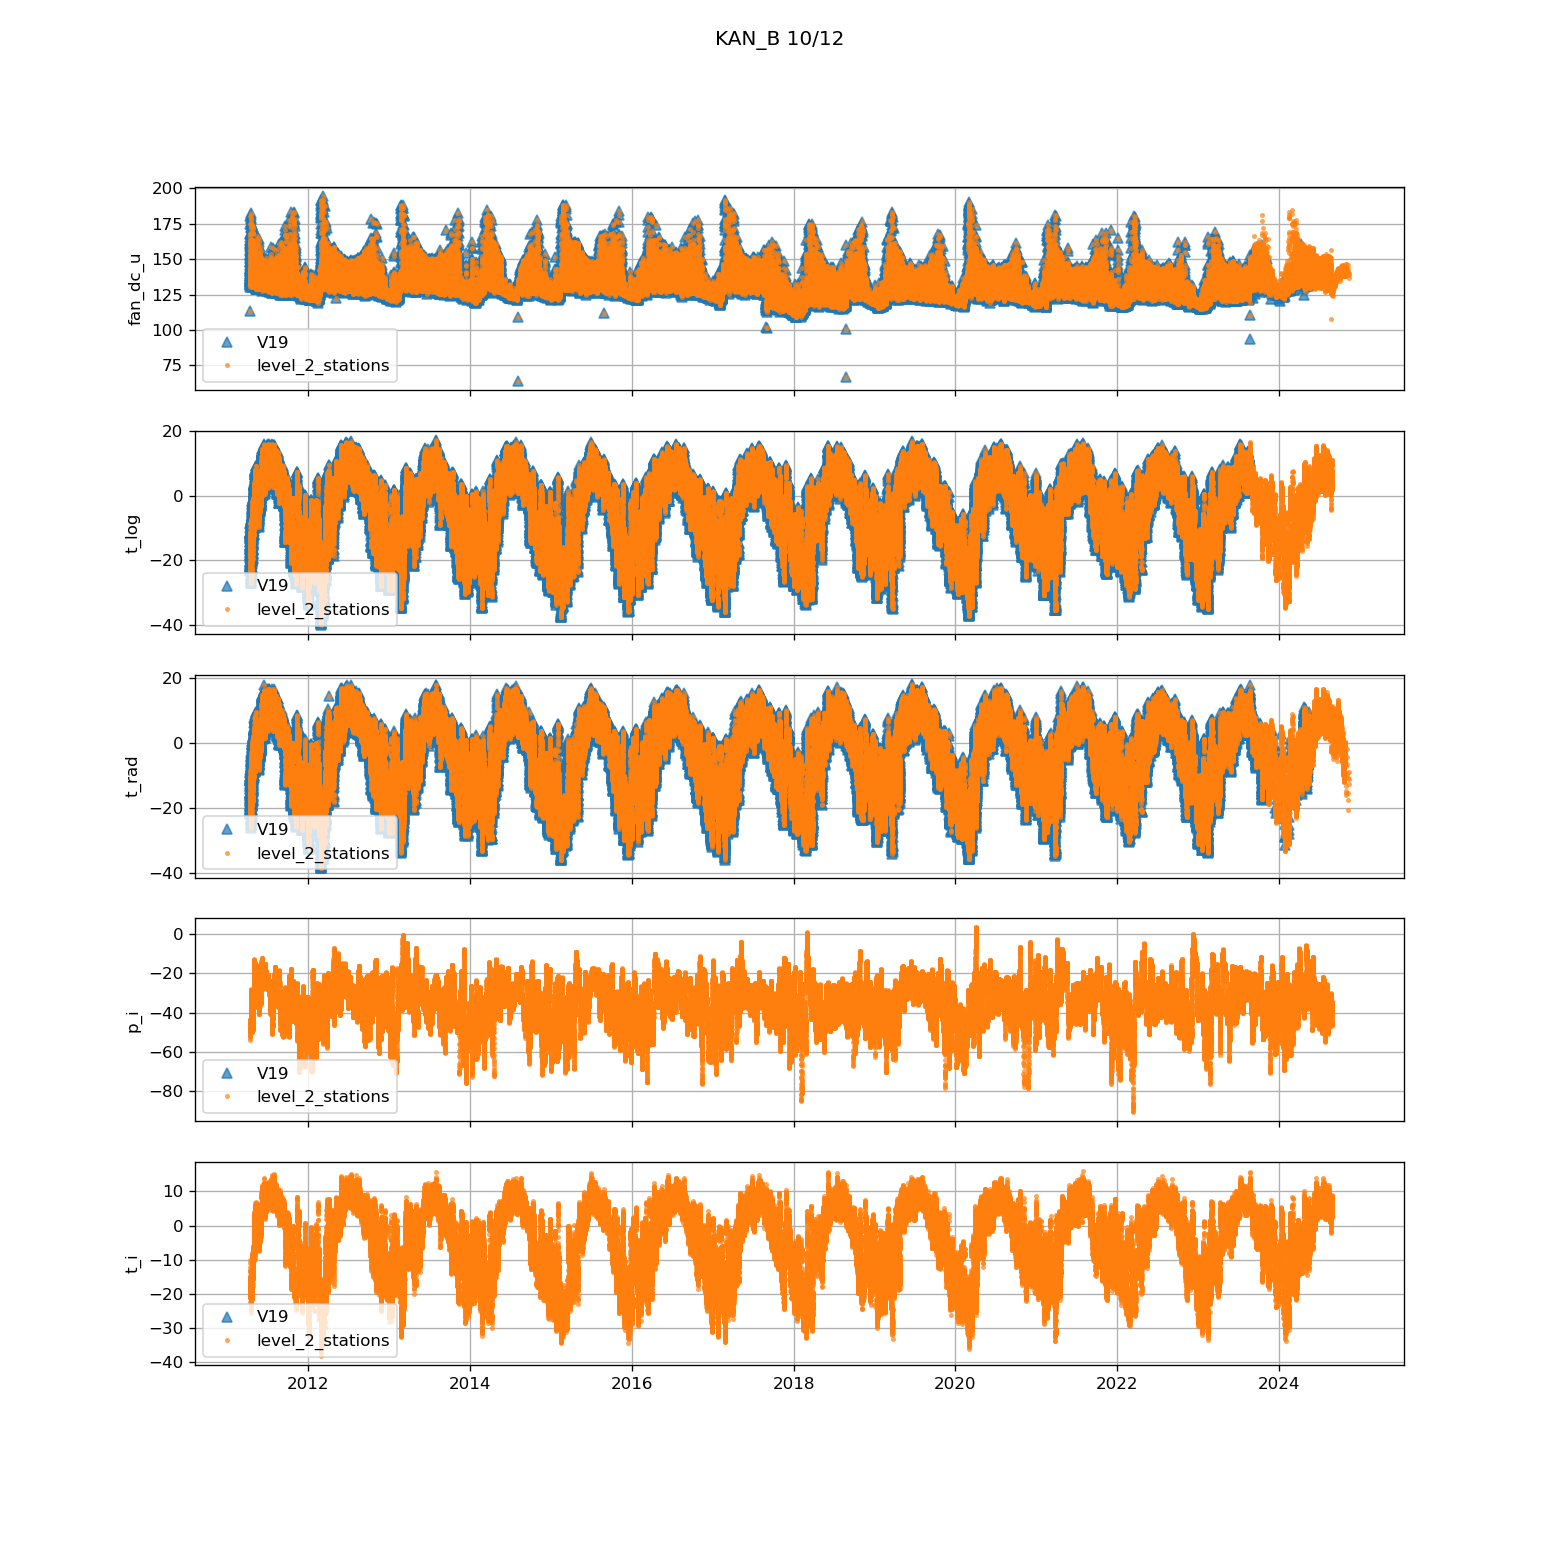 KAN_B 10/12
fan_dc_u
200
175
150
125
100
75
V19
level_2_stations
t_log
20
0
−20
−40
V19
level_2_stations
t_rad
20
0
−20
−40
V19
level_2_stations
p_i
0
−20
−40
−60
−80
V19
level_2_stations
t_i
10
0
−10
−20
−30
−40
V19
level_2_stations
2012 2014 2016 2018 2020 2022 2024